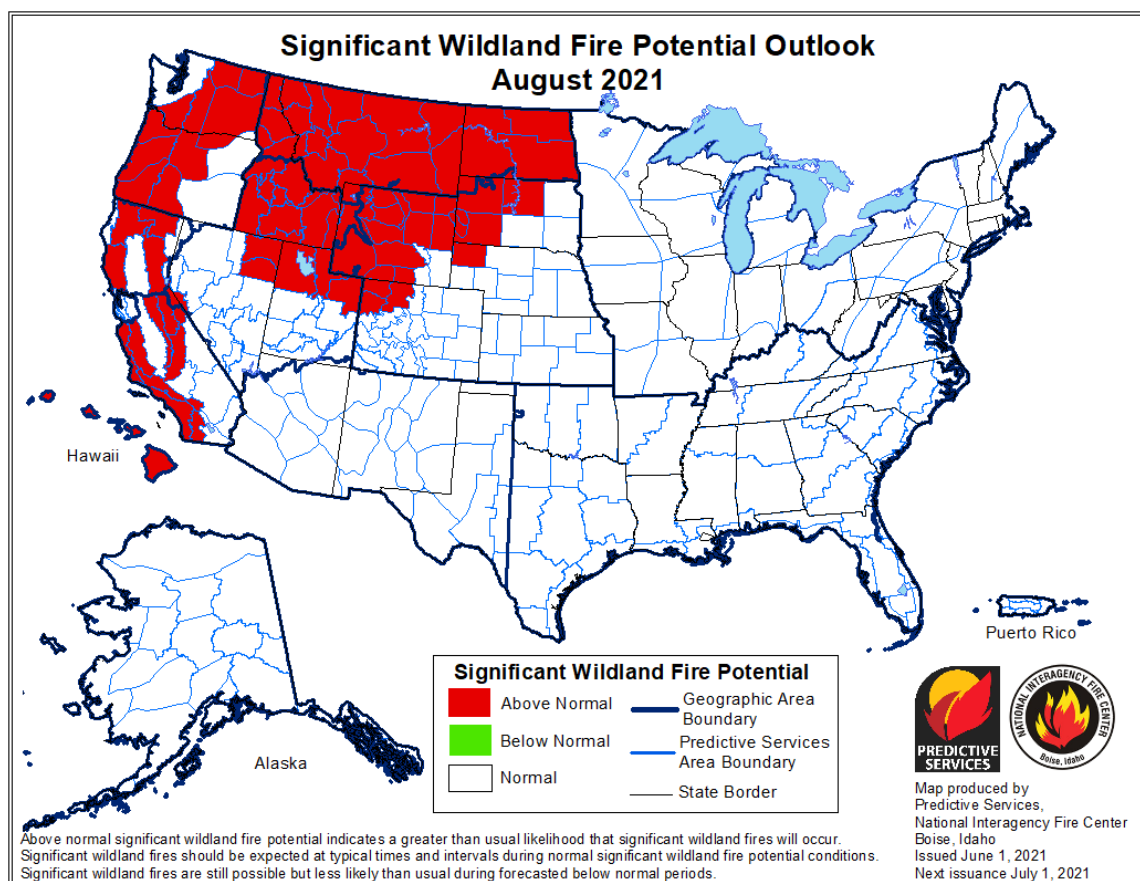 Significant Wildland Fire Potential Outlook
August 2021
Hawaii
Alaska
Puerto Rico
Significant Wildland Fire Potential
Above Normal
Below Normal
Normal
Geographic Area
Boundary
Predictive Services
Area Boundary
State Border
PREDICTIVE
SERVICES
NATIONAL INTERAGENCY FIRE CENTER
Boise, Idaho
Map produced by
Predictive Services,
National Interagency Fire Center
Boise, Idaho
Issued June 1, 2021
Next issuance July 1, 2021
Above normal significant wildland fire potential indicates a greater than usual likelihood that significant wildland fires will occur.
Significant wildland fires should be expected at typical times and intervals during normal significant wildland fire potential conditions.
Significant wildland fires are still possible but less likely than usual during forecasted below normal periods.